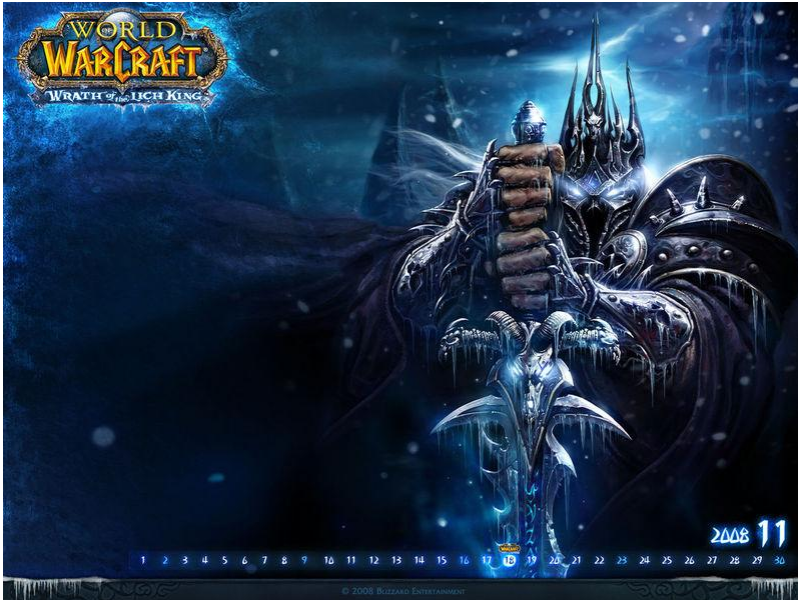 WORLD
WARCRAFT
WRATH of the LICH KING
2008 11
WARCRAFT
1 2 3 4 5 6 7 8 9 10 11 12 13 14 15 16 17 18 19 20 21 22 23 24 25 26 27 28 29 30
© 2008 BLIZZARD ENTERTAINMENT